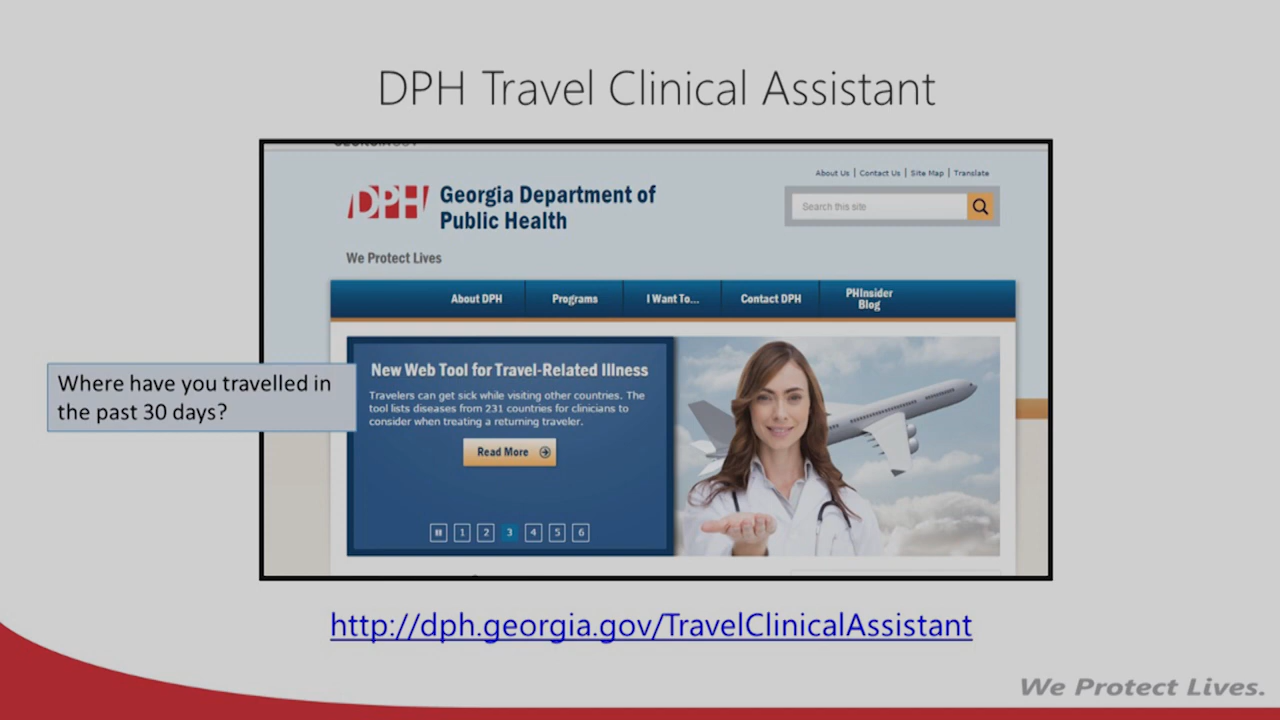 DPH Travel Clinical Assistant
About Us | Contact Us | Site Map | Translate
DPH
Georgia Department of
Public Health
Search this site
We Protect Lives
About DPH
Programs
I Want To...
Contact DPH
PHInsider
Blog
New Web Tool for Travel-Related Illness
Travelers can get sick while visiting other countries. The
tool lists diseases from 231 countries for clinicians to
consider when treating a returning traveler.
Read More
1 2 3 4 5 6
Where have you travelled in
the past 30 days?
http://dph.georgia.gov/TravelClinicalAssistant
We Protect Lives.